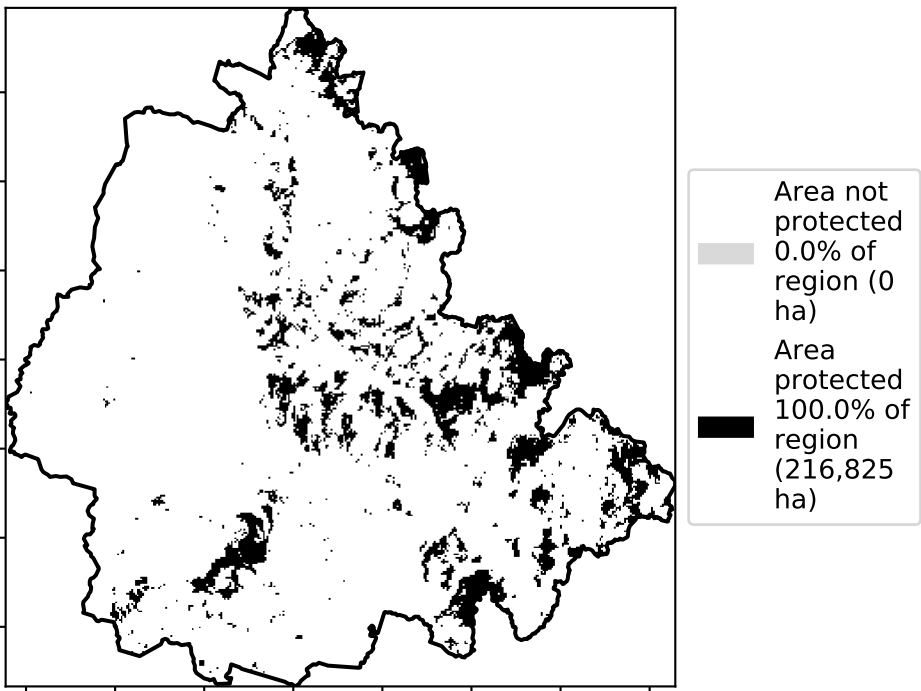 Area not
protected
0.0% of
region (0
ha)
Area
protected
100.0% of
region
(216,825
ha)